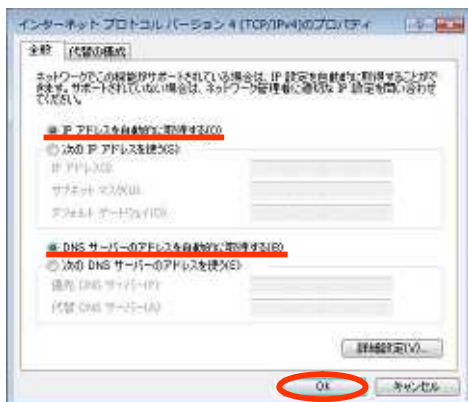 インターネット プロトコル バージョン 4 (TCP/IPv4)のプロパティ
全般
代替の構成
ネットワークでこの機能がサポートされている場合は、IP 設定を自動的に取得することがで
きます。サポートされていない場合は、ネットワーク管理者に適切な IP 設定を問い合わせ
てください。
IP アドレスを自動的に取得する(O)
次の IP アドレスを使う(S):
IP アドレス(I):
サブネット マスク(U):
デフォルト ゲートウェイ(D):
DNS サーバーのアドレスを自動的に取得する(B)
次の DNS サーバーのアドレスを使う(E):
優先 DNS サーバー(P):
代替 DNS サーバー(A):
詳細設定(V)...
OK
キャンセル